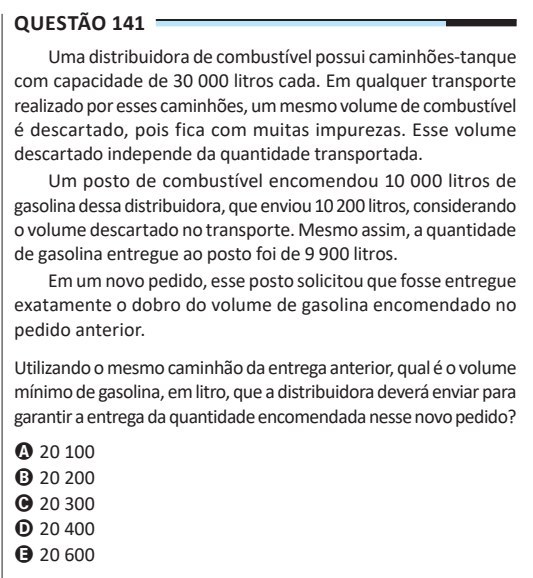 QUESTÃO 141
Uma distribuidora de combustível possui caminhões-tanque
com capacidade de 30 000 litros cada. Em qualquer transporte
realizado por esses caminhões, um mesmo volume de combustível
é descartado, pois fica com muitas impurezas. Esse volume
descartado independe da quantidade transportada.
Um posto de combustível encomendou 10 000 litros de
gasolina dessa distribuidora, que enviou 10 200 litros, considerando
o volume descartado no transporte. Mesmo assim, a quantidade
de gasolina entregue ao posto foi de 9 900 litros.
Em um novo pedido, esse posto solicitou que fosse entregue
exatamente o dobro do volume de gasolina encomendado no
pedido anterior.
Utilizando o mesmo caminhão da entrega anterior, qual é o volume
mínimo de gasolina, em litro, que a distribuidora deverá enviar para
garantir a entrega da quantidade encomendada nesse novo pedido?
A 20 100
B 20 200
C 20 300
D 20 400
E 20 600